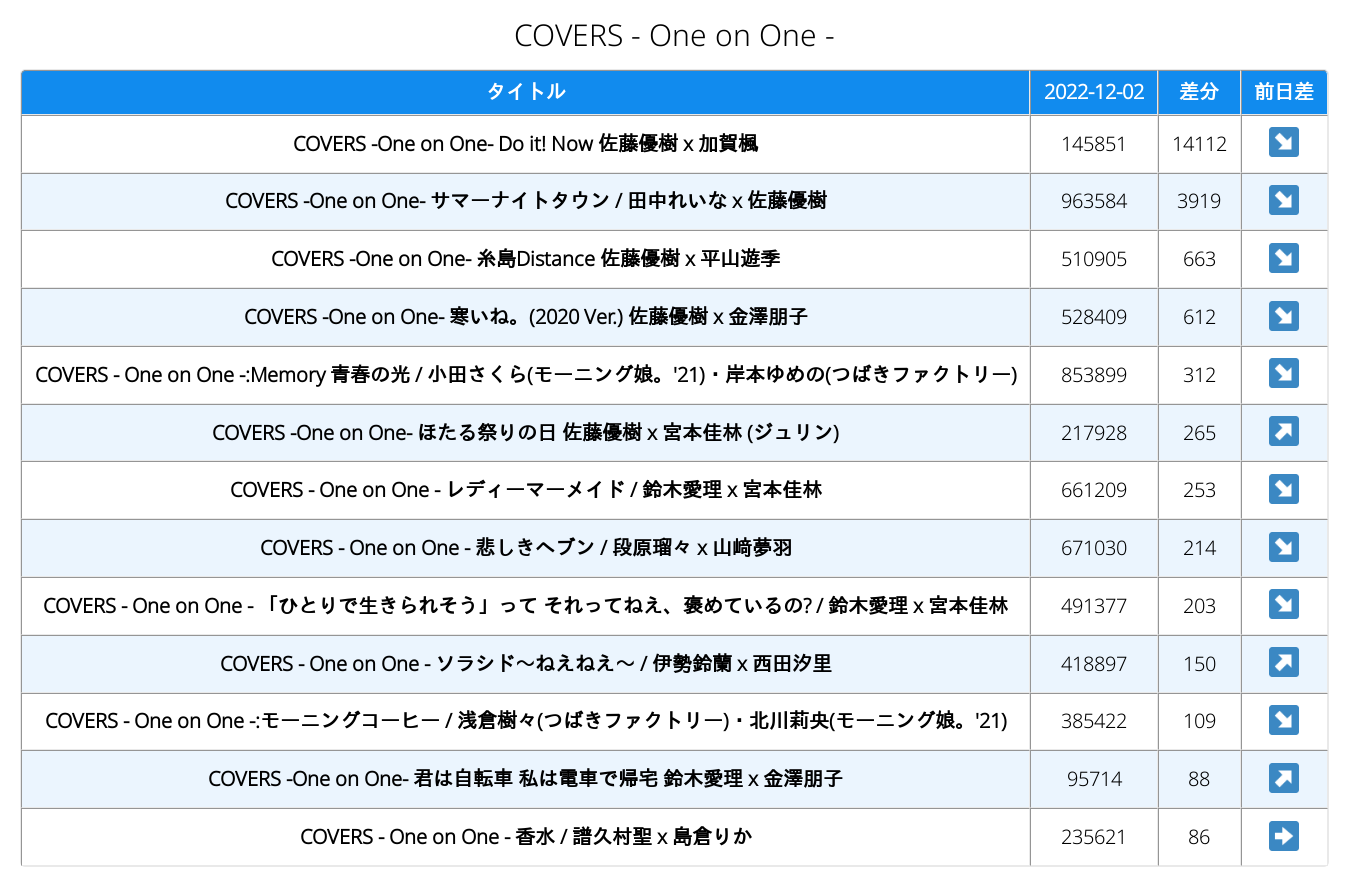 COVERS - One on One -
タイトル 2022-12-02 差分 前日差
COVERS -One on One- Do it! Now 佐藤優樹 x 加賀楓 145851 14112
COVERS -One on One- サマーナイトタウン / 田中れいな x 佐藤優樹 963584 3919
COVERS -One on One- 糸島Distance 佐藤優樹 x 平山遊季 510905 663
COVERS -One on One- 寒いね。(2020 Ver.) 佐藤優樹 x 金澤朋子 528409 612
COVERS - One on One -:Memory 青春の光 / 小田さくら(モーニング娘。'21)・岸本ゆめの(つばきファクトリー) 853899 312
COVERS -One on One- ほたる祭りの日 佐藤優樹 x 宮本佳林 (ジュリン) 217928 265
COVERS - One on One - レディーマーメイド / 鈴木愛理 x 宮本佳林 661209 253
COVERS - One on One - 悲しきヘブン / 段原瑠々 x 山﨑夢羽 671030 214
COVERS - One on One - 「ひとりで生きられそう」って それってねえ、褒めているの? / 鈴木愛理 x 宮本佳林 491377 203
COVERS - One on One - ソラシド～ねえねえ～ / 伊勢鈴蘭 x 西田汐里 418897 150
COVERS - One on One -:モーニングコーヒー / 浅倉樹々(つばきファクトリー)・北川莉央(モーニング娘。'21) 385422 109
COVERS -One on One- 君は自転車 私は電車で帰宅 鈴木愛理 x 金澤朋子 95714 88
COVERS - One on One - 香水 / 譜久村聖 x 島倉りか 235621 86